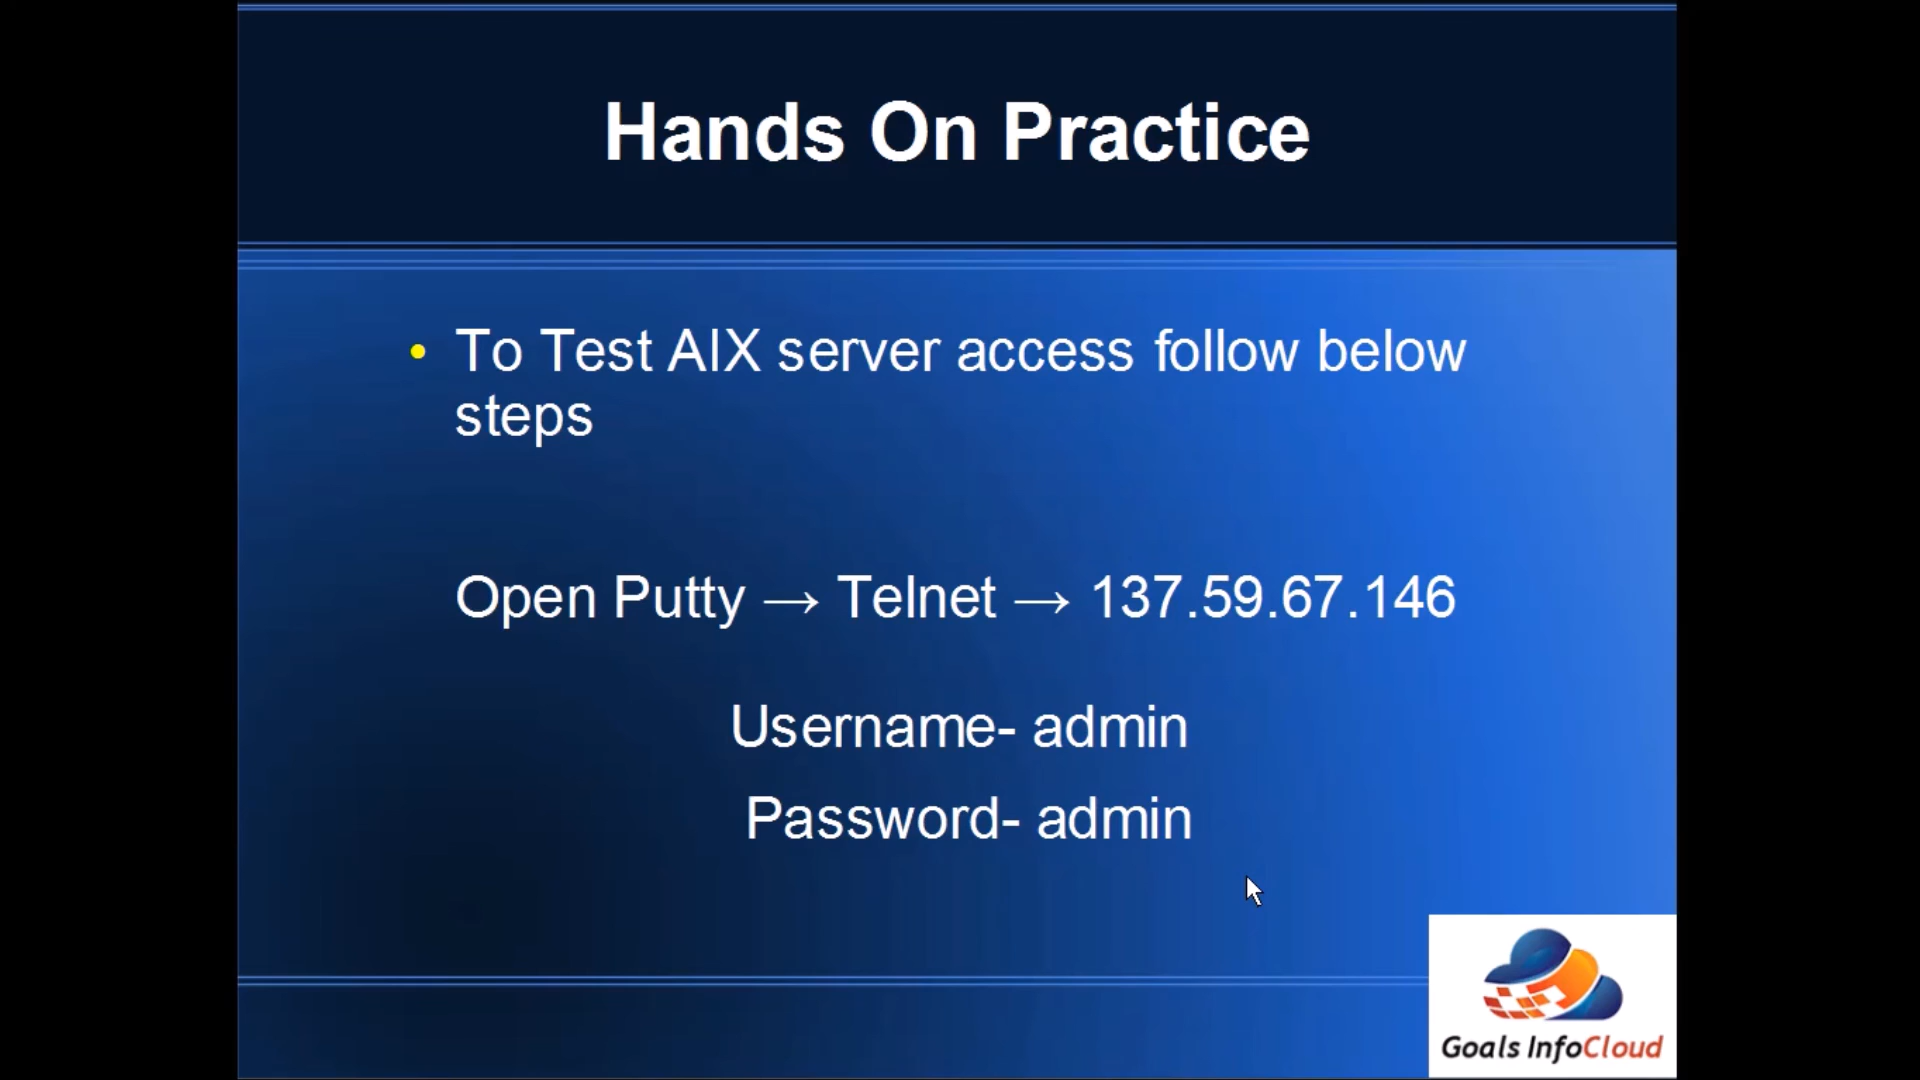 Hands On Practice
• To Test AIX server access follow below
steps
Open Putty → Telnet → 137.59.67.146
Username- admin
Password- admin
Goals InfoCloud